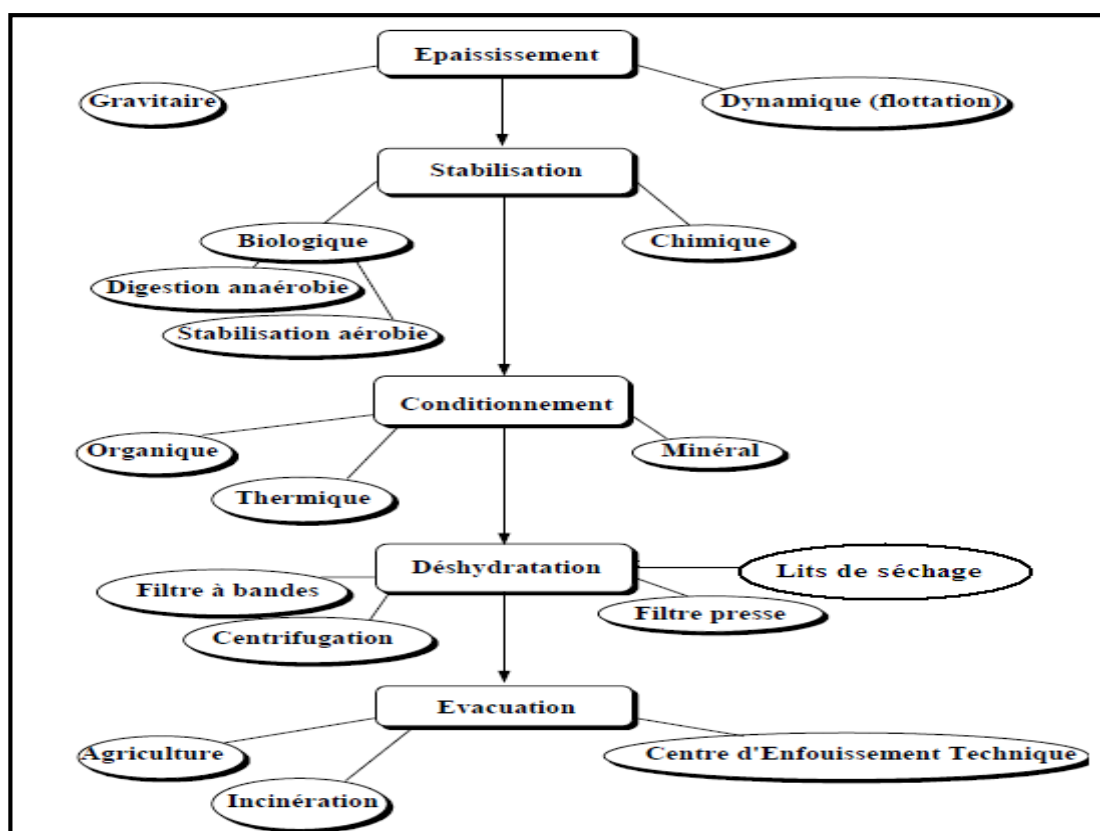 Epaississement
Gravitaire
Dynamique (flottation)
Stabilisation
Biologique
Chimique
Digestion anaérobie
Stabilisation aérobie
Conditionnement
Organique
Minéral
Thermique
Déshydratation
Lits de séchage
Filtre à bandes
Filtre presse
Centrifugation
Evacuation
Agriculture
Centre d'Enfouissement Technique
Incinération